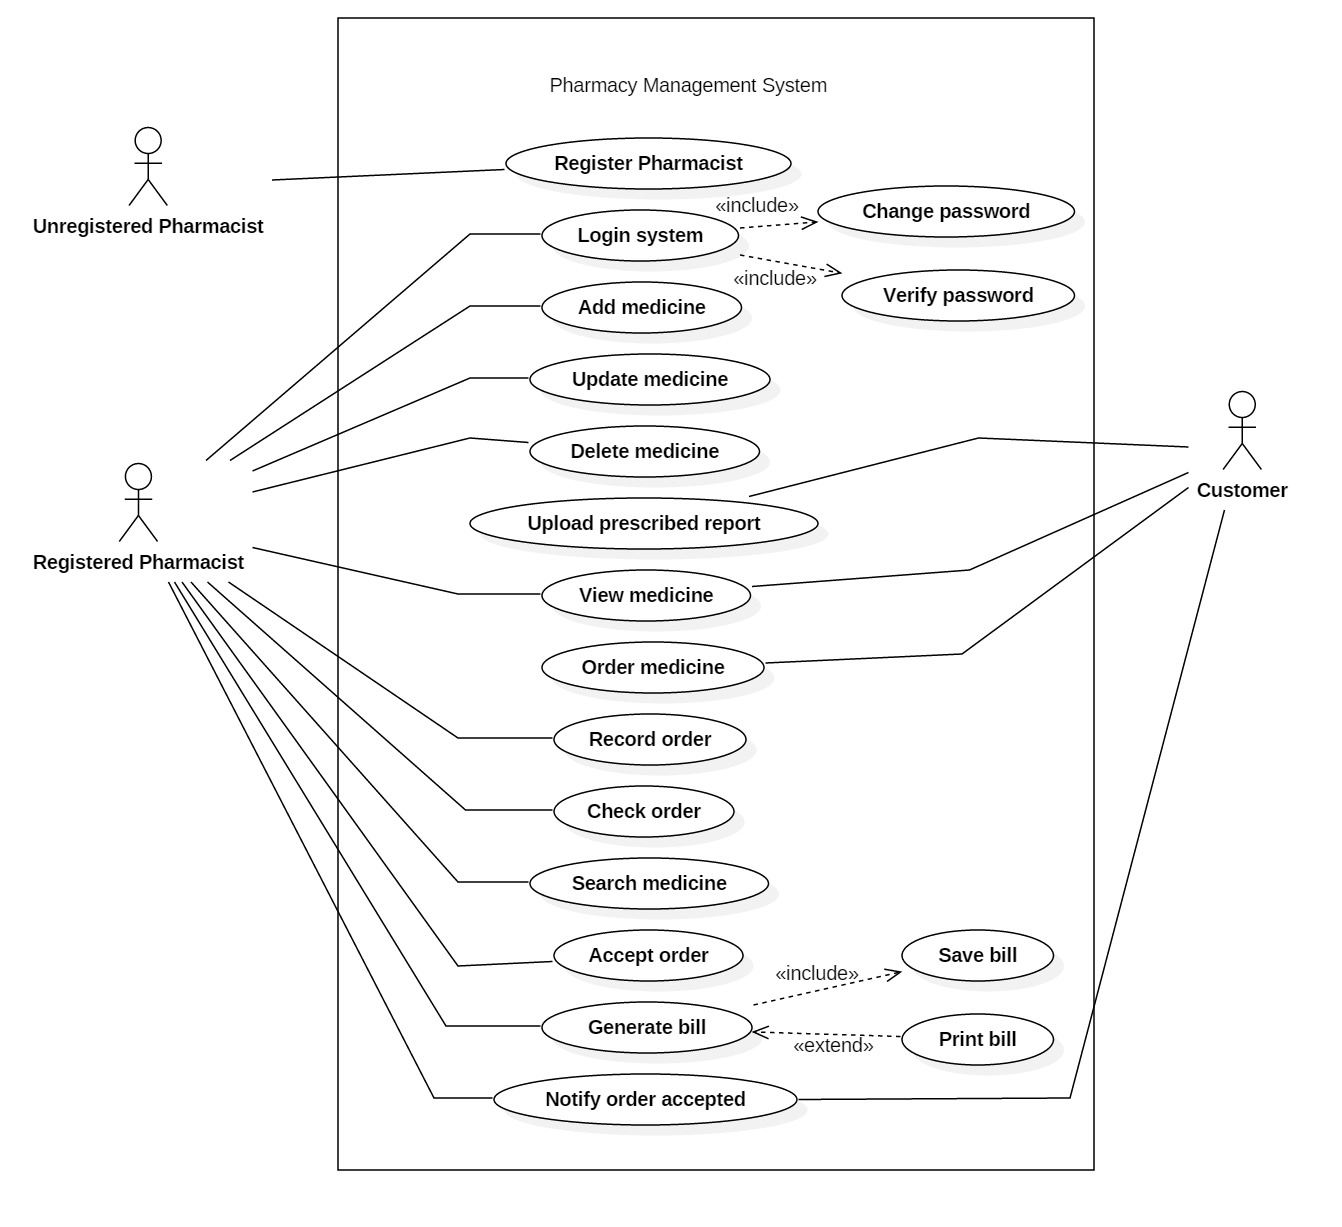 Pharmacy Management System
Unregistered Pharmacist
Register Pharmacist
«include»
Change password
Login system
«include»
Verify password
Add medicine
Update medicine
Delete medicine
Customer
Upload prescribed report
Registered Pharmacist
View medicine
Order medicine
Record order
Check order
Search medicine
Accept order
«include»
Save bill
Generate bill
«extend»
Print bill
Notify order accepted